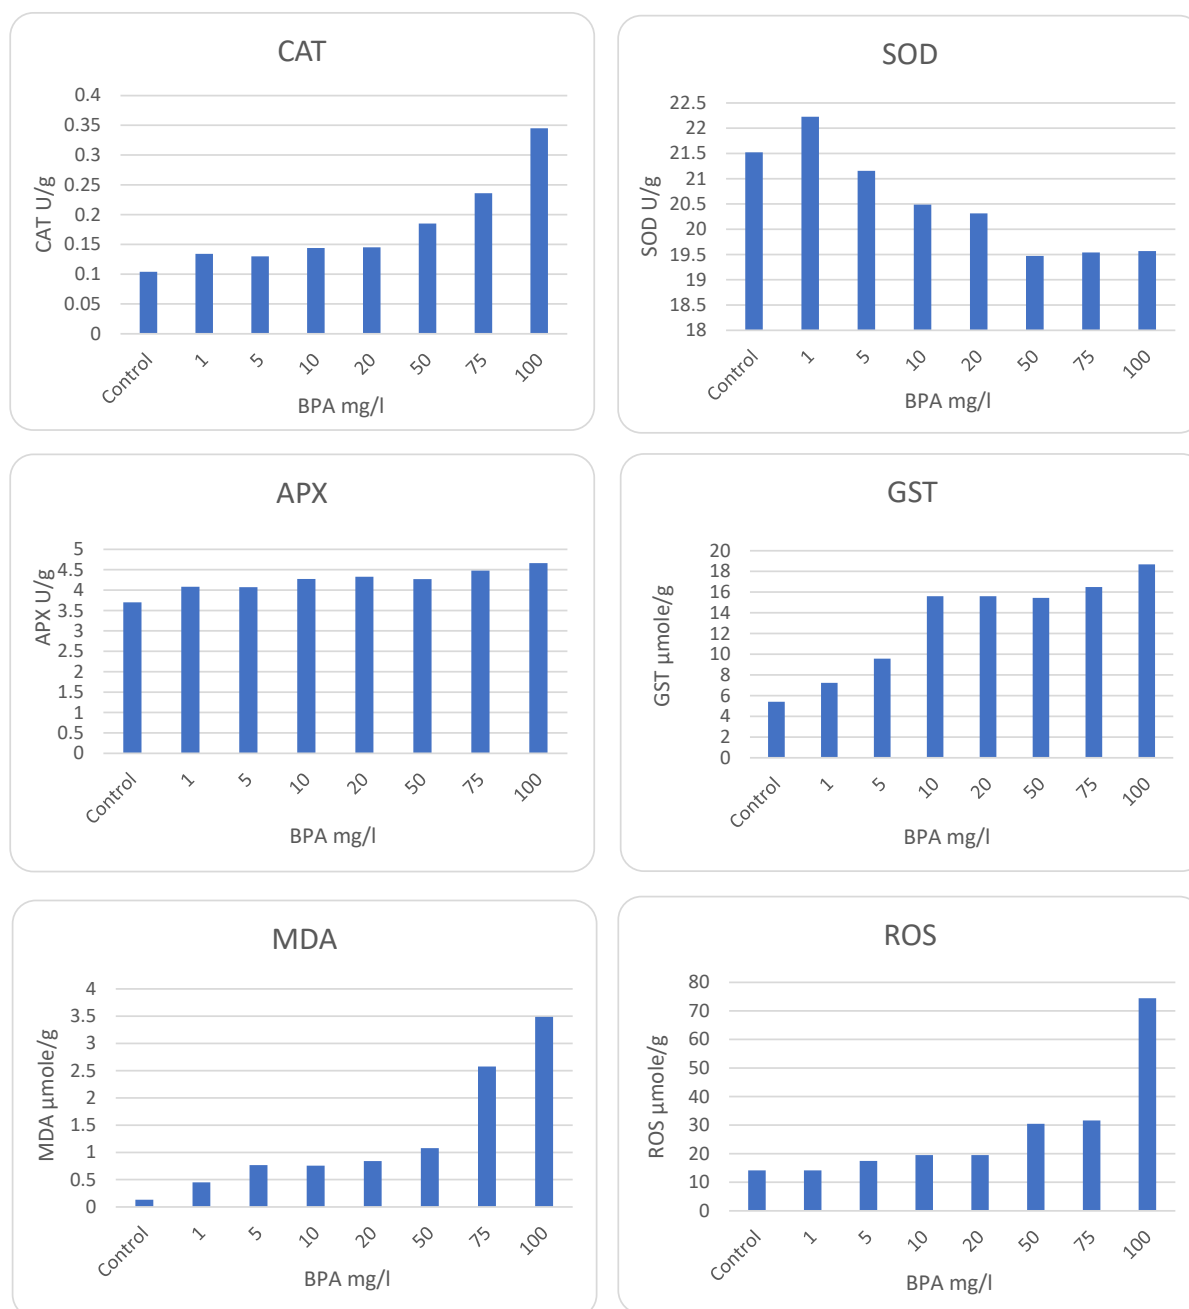 CAT
0.4
0.35
0.3
0.25
0.2
0.15
0.1
0.05
0
CAT U/g
Control 1 5 10 20 50 75 100
BPA mg/l
SOD
22.5
22
21.5
21
20.5
20
19.5
19
18.5
18
SOD U/g
Control 1 5 10 20 50 75 100
BPA mg/l
APX
5
4.5
4
3.5
3
2.5
2
1.5
1
0.5
0
APX U/g
Control 1 5 10 20 50 75 100
BPA mg/l
GST
20
18
16
14
12
10
8
6
4
2
0
GST µmole/g
Control 1 5 10 20 50 75 100
BPA mg/l
MDA
4
3.5
3
2.5
2
1.5
1
0.5
0
MDA µmole/g
Control 1 5 10 20 50 75 100
BPA mg/l
ROS
80
70
60
50
40
30
20
10
0
ROS µmole/g
Control 1 5 10 20 50 75 100
BPA mg/l